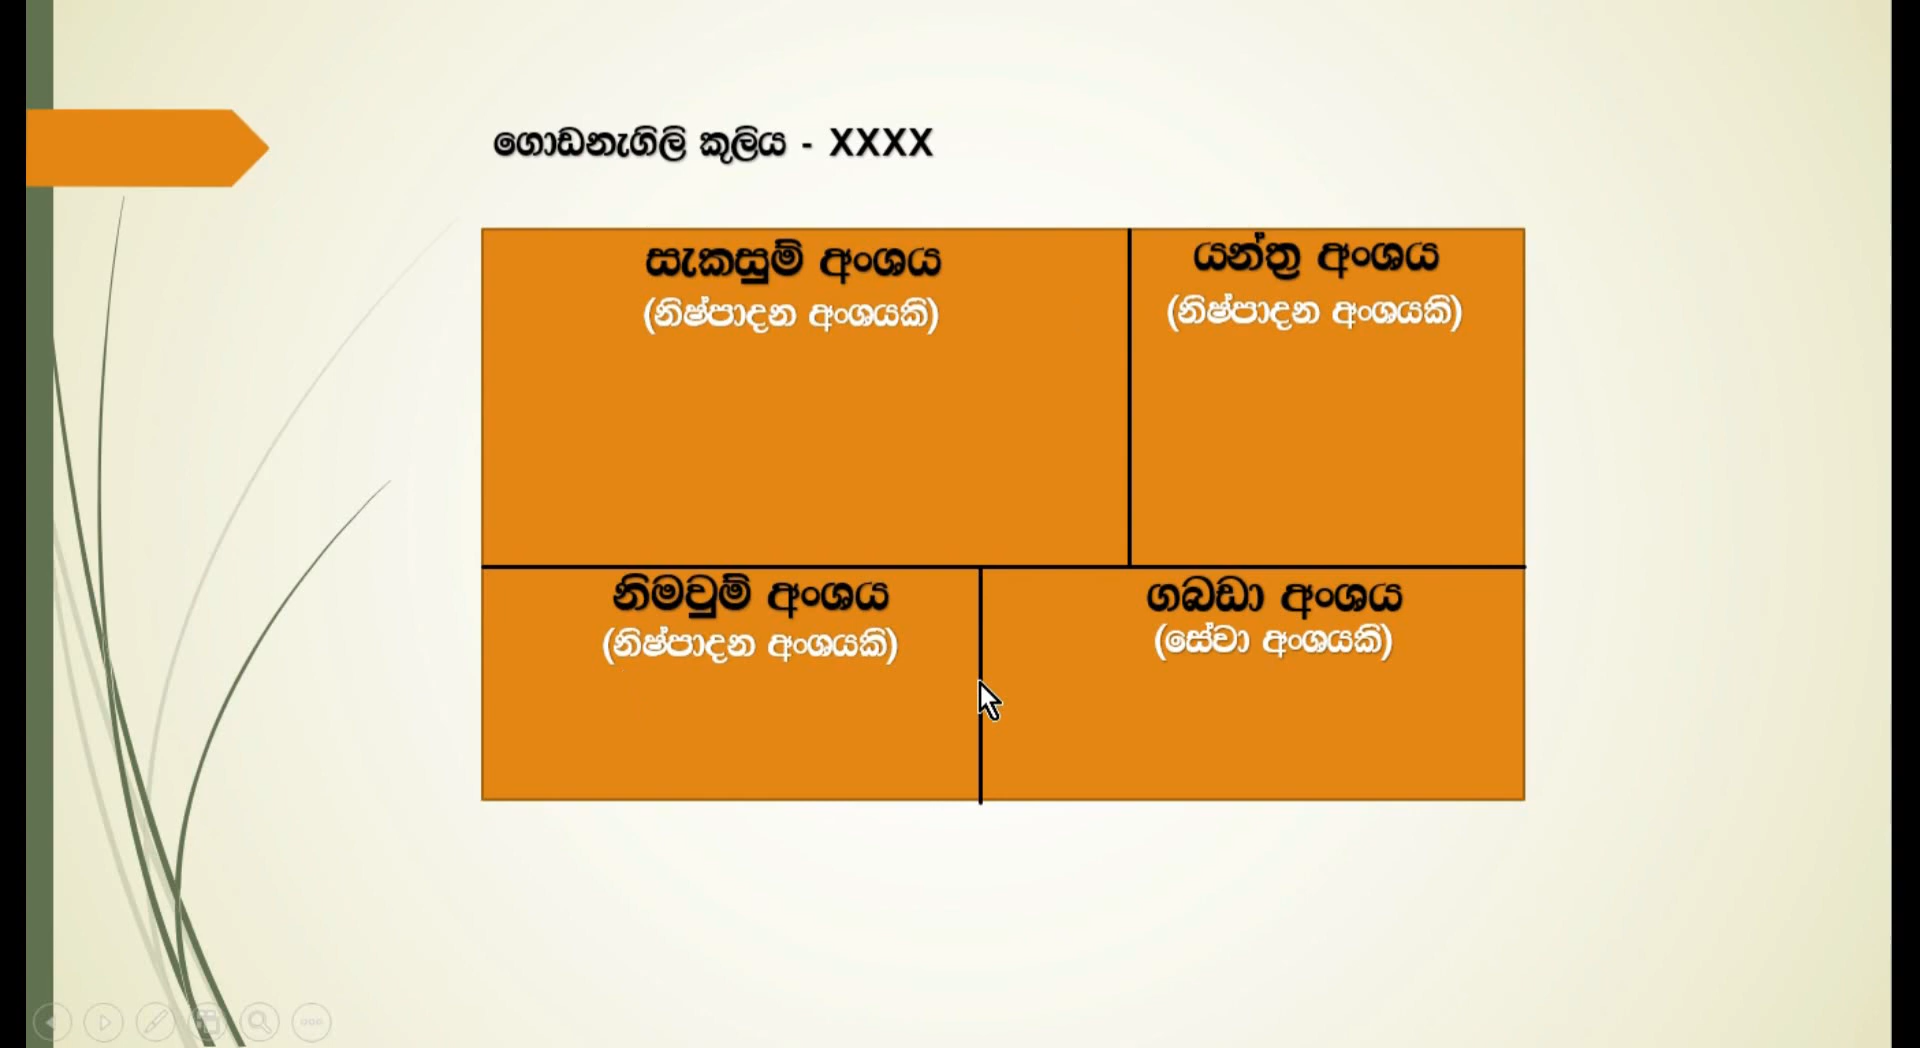 ගොඩනැගිලි කුලිය - XXXX
සැකසුම් අංශය
(නිෂ්පාදන අංශයකි)
යන්ත්‍ර අංශය
(නිෂ්පාදන අංශයකි)
නිමවුම් අංශය
(නිෂ්පාදන අංශයකි)
ගබඩා අංශය
(සේවා අංශයකි)